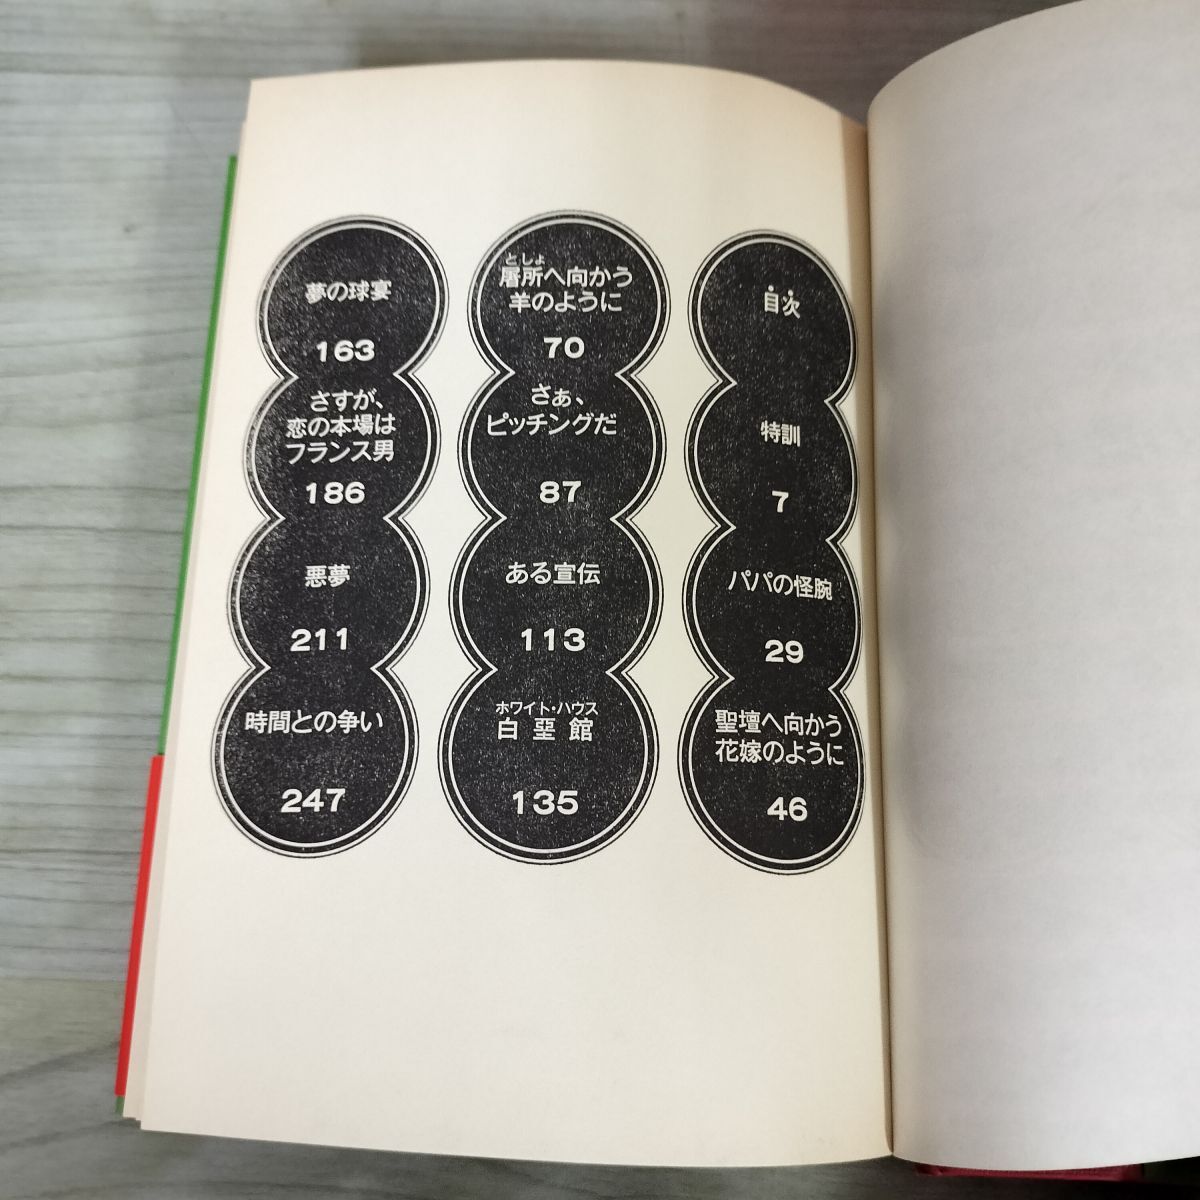 目次
特訓
7
パパの怪腕
29
聖壇へ向かう
花嫁のように
46
としょ
屠所へ向かう
羊のように
70
さぁ、
ピッチングだ
87
ある宣伝
113
ホワイト・ハウス
白堊館
135
夢の球宴
163
さすが、
恋の本場は
フランス男
186
悪夢
211
時間との争い
247